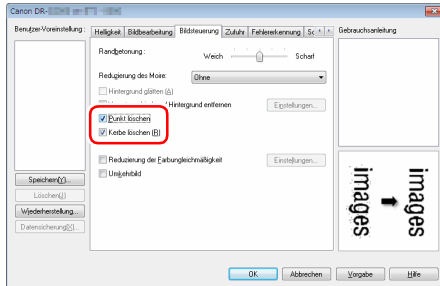 Canon DR-
Benutzer-Voreinstellung:
Helligkeit Bildbearbeitung Bildsteuerung Zufuhr Fehlererkennung Sc
Gebrauchsanleitung
Randbetonung:
Weich Scharf
Reduzierung des Moire: Ohne
Hintergrund glätten (A)
Hintergrund entfernen Einstellungen...
Punkt löschen
Kerbe löschen (R)
Reduzierung der Farbungleichmäßigkeit Einstellungen...
Umkehrbild
Speichern(Y)...
Löschen(J)
Wiederherstellung...
Datensicherung(X)...
images
images
OK Abbrechen Vorgabe Hilfe